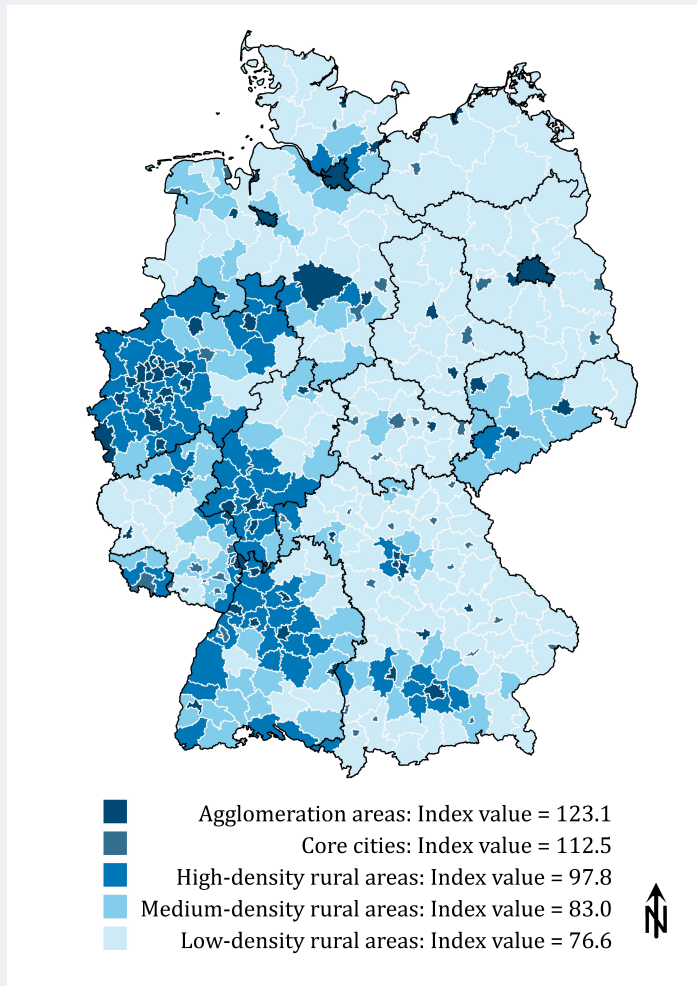 Agglomeration areas: Index value = 123.1
Core cities: Index value = 112.5
High-density rural areas: Index value = 97.8
Medium-density rural areas: Index value = 83.0
Low-density rural areas: Index value = 76.6
N